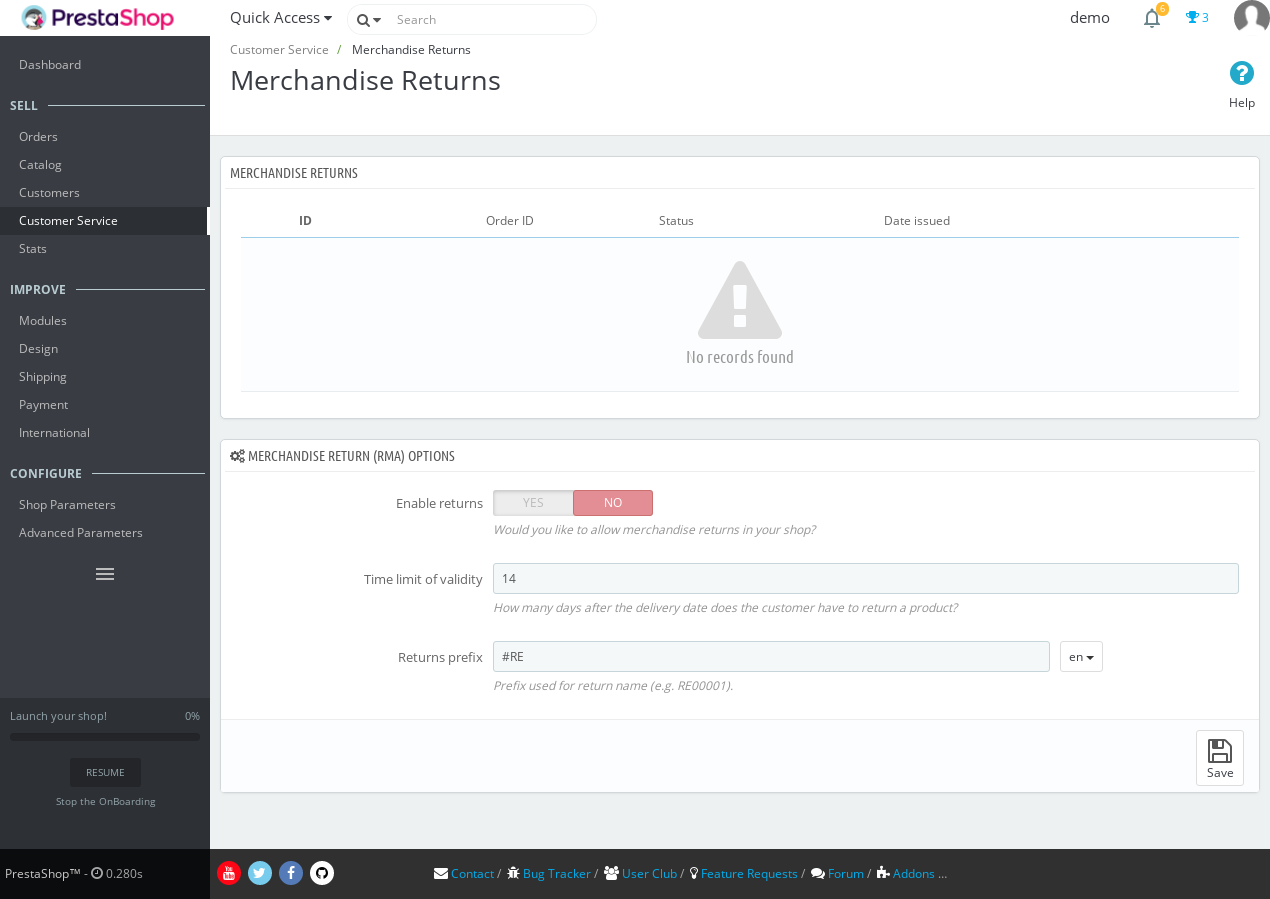 PrestaShop
Quick Access
Search
demo
6
3
Customer Service / Merchandise Returns
Merchandise Returns
Help
Dashboard
SELL
Orders
Catalog
Customers
Customer Service
Stats
IMPROVE
Modules
Design
Shipping
Payment
International
CONFIGURE
Shop Parameters
Advanced Parameters
Launch your shop! 0%
RESUME
Stop the OnBoarding
PrestaShop™ - 0.280s
MERCHANDISE RETURNS
ID Order ID Status Date issued
No records found
MERCHANDISE RETURN (RMA) OPTIONS
Enable returns YES NO
Would you like to allow merchandise returns in your shop?
Time limit of validity 14
How many days after the delivery date does the customer have to return a product?
Returns prefix #RE en
Prefix used for return name (e.g. RE00001).
Save
Contact / Bug Tracker / User Club / Feature Requests / Forum / Addons ...